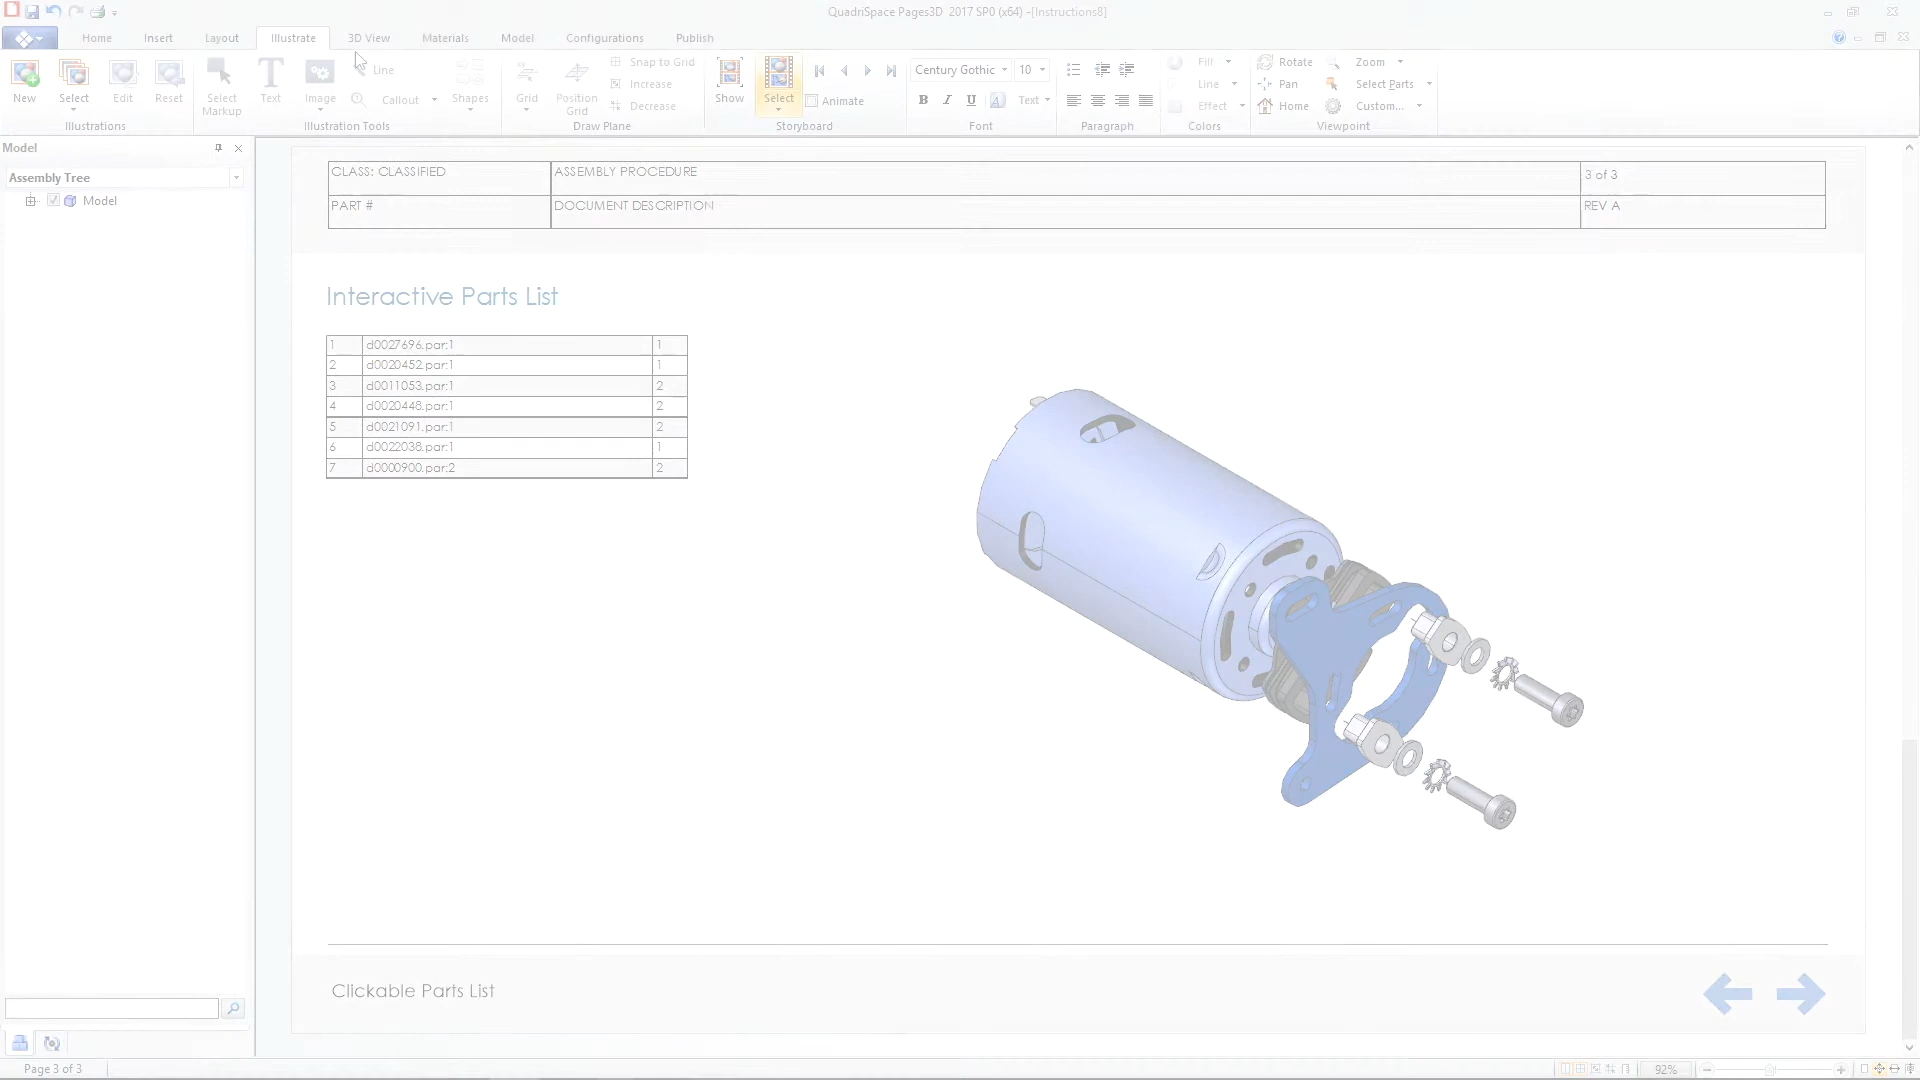 QuadriSpace Pages3D 2017 SP0 (x64) -[Instructions8]
Home Insert Layout Illustrate 3D View Materials Model Configurations Publish
Line Snap to Grid Century Gothic 10 Fill Rotate Zoom
Increase Line Pan Select Parts
New Select Edit Reset Select Markup Text Image Callout Shapes Grid Position Grid Decrease Show Select Animate B I U A Text Effect Home Custom...
Illustrations Illustration Tools Draw Plane Storyboard Font Paragraph Colors Viewpoint
Model
Assembly Tree
Model
CLASS: CLASSIFIED ASSEMBLY PROCEDURE 3 of 3
PART # DOCUMENT DESCRIPTION REV A
Interactive Parts List
1 d0027696.par:1 1
2 d0020452.par:1 1
3 d0011053.par:1 2
4 d0020448.par:1 2
5 d0021091.par:1 2
6 d0022038.par:1 1
7 d0000900.par:2 2
Clickable Parts List
Page 3 of 3 92%